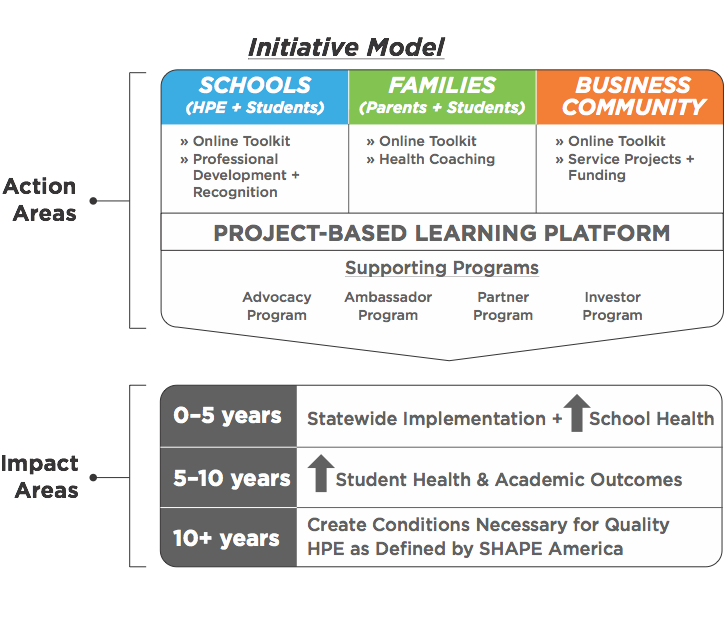 Initiative Model
SCHOOLS
(HPE + Students)
FAMILIES
(Parents + Students)
BUSINESS
COMMUNITY
» Online Toolkit
» Professional
Development +
Recognition
» Online Toolkit
» Health Coaching
» Online Toolkit
» Service Projects +
Funding
Action
Areas
PROJECT-BASED LEARNING PLATFORM
Supporting Programs
Advocacy
Program
Ambassador
Program
Partner
Program
Investor
Program
Impact
Areas
0–5 years
Statewide Implementation + School Health
5–10 years
Student Health & Academic Outcomes
10+ years
Create Conditions Necessary for Quality
HPE as Defined by SHAPE America